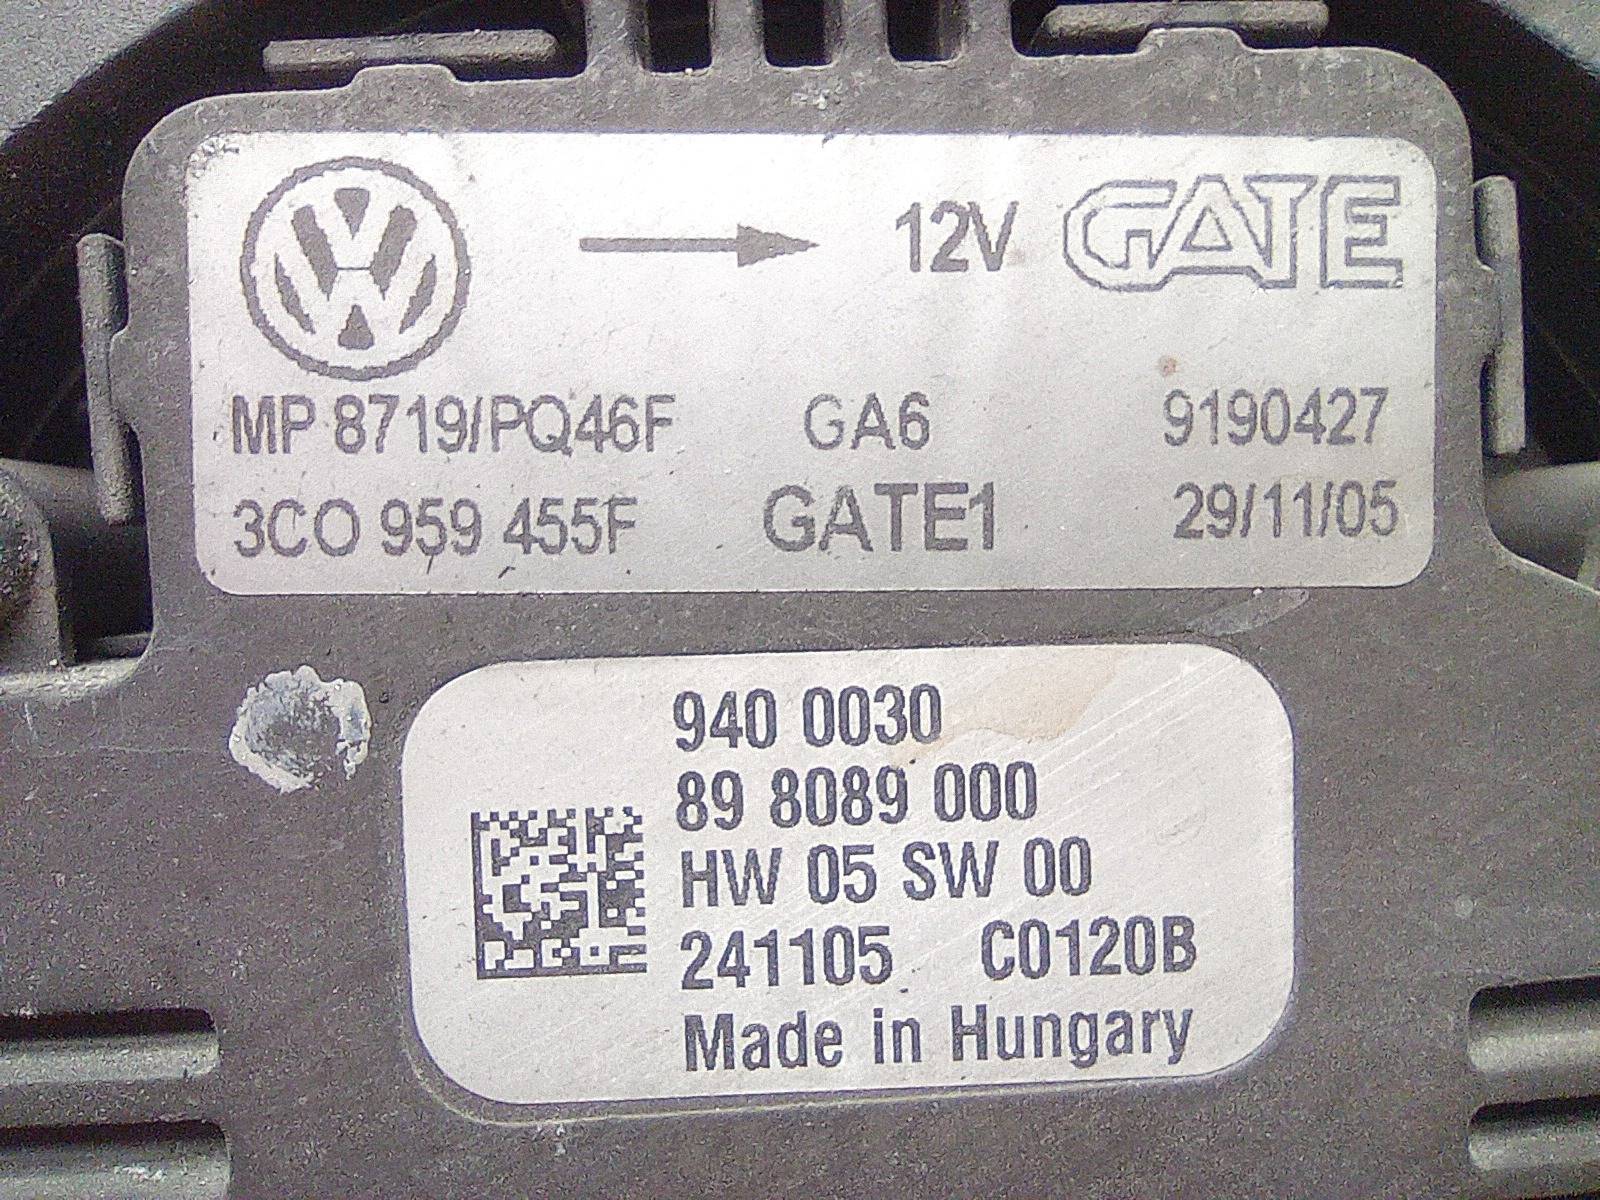 12V GATE
MP 8719/PQ46F GA6 9190427
3CO 959 455F GATE1 29/11/05
940 0030
89 8089 000
HW 05 SW 00
241105 C0120B
Made in Hungary